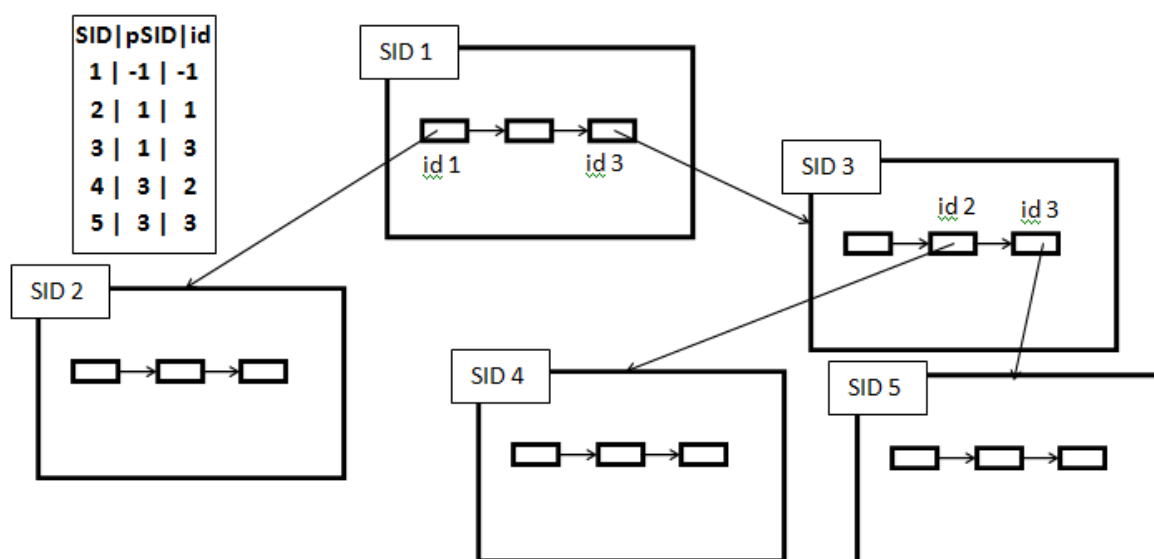 SID|pSID|id
1 | -1 | -1
2 | 1 | 1
3 | 1 | 3
4 | 3 | 2
5 | 3 | 3
SID 1
id 1
id 3
SID 3
id 2
id 3
SID 2
SID 4
SID 5